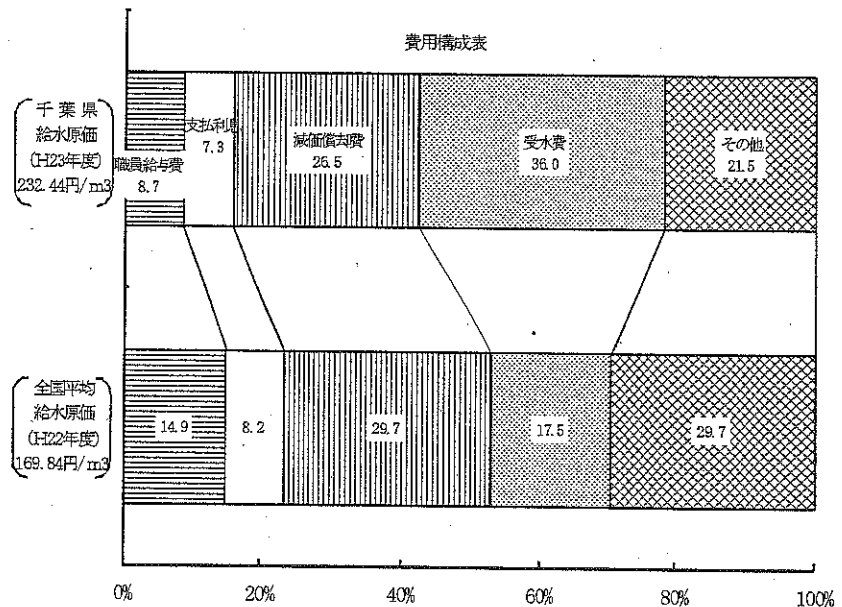 費用構成表
千葉県
給水原価
(H23年度)
232.44円/m3
職員給与費
8.7
支払利息
7.3
減価償却費
26.5
受水費
36.0
その他
21.5
全国平均
給水原価
(H22年度)
169.84円/m3
14.9
8.2
29.7
17.5
29.7
0%
20%
40%
60%
80%
100%